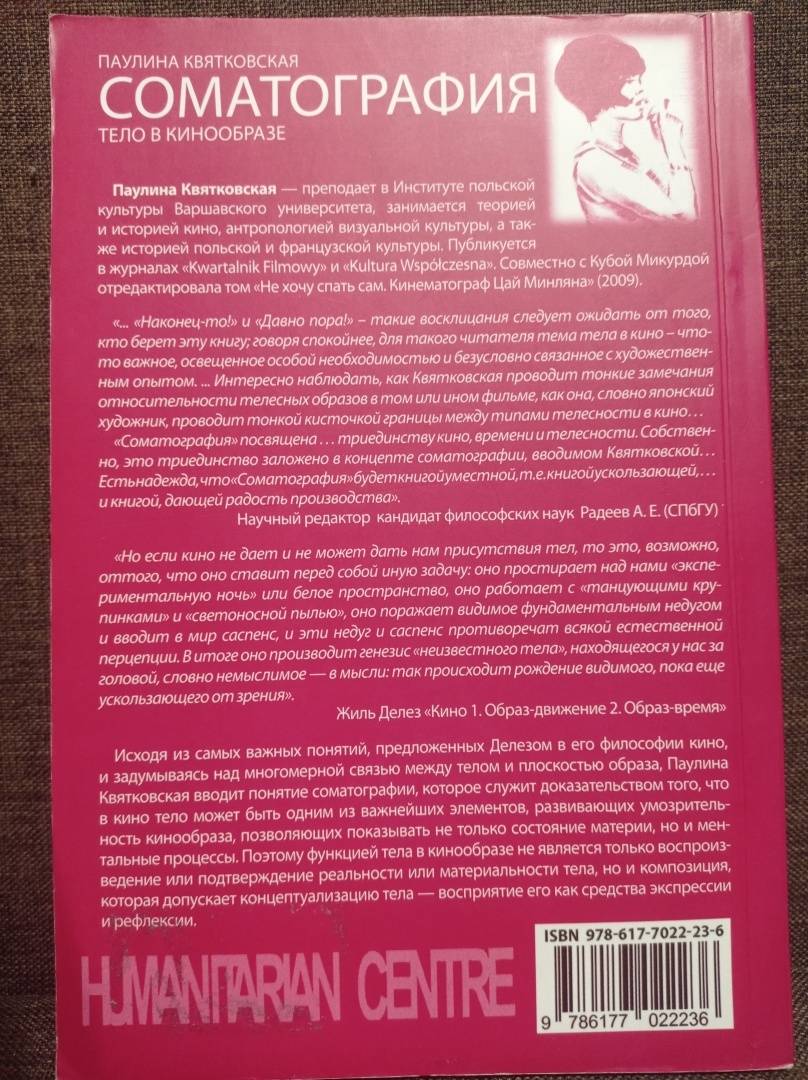 ПАУЛИНА КВЯТКОВСКАЯ
СОМАТОГРАФИЯ
ТЕЛО В КИНООБРАЗЕ
Паулина Квятковская — преподает в Институте польской
культуры Варшавского университета, занимается теорией
и историей кино, антропологией визуальной культуры, а так-
же историей польской и французской культуры. Публикуется
в журналах «Kwartalnik Filmowy» и «Kultura Współczesna». Совместно с Кубой Микурдой
отредактировала том «Не хочу спать сам. Кинематограф Цай Минляна» (2009).
«... «Наконец-то!» и «Давно пора!» – такие восклицания следует ожидать от того,
кто берет эту книгу; говоря спокойнее, для такого читателя тема тела в кино – что-
то важное, освещенное особой необходимостью и безусловно связанное с художествен-
ным опытом. ... Интересно наблюдать, как Квятковская проводит тонкие замечания
относительности телесных образов в том или ином фильме, как она, словно японский
художник, проводит тонкой кисточкой границы между типами телесности в кино…
«Соматография» посвящена … триединству кино, времени и телесности. Собствен-
но, это триединство заложено в концепте соматографии, вводимом Квятковской…
Есть надежда, что «Соматография» будет книгой уместной, т.е. книгой ускользающей,…
и книгой, дающей радость производства».
Научный редактор кандидат философских наук Радеев А. Е. (СПбГУ)
«Но если кино не дает и не может дать нам присутствия тел, то это, возможно,
оттого, что оно ставит перед собой иную задачу: оно простирает над нами «экспе-
риментальную ночь» или белое пространство, оно работает с «танцующими кру-
пинками» и «светоносной пылью», оно поражает видимое фундаментальным недугом
и вводит в мир саспенс, и эти недуг и саспенс противоречат всякой естественной
перцепции. В итоге оно производит генезис «неизвестного тела», находящегося у нас за
головой, словно немыслимое — в мысли: так происходит рождение видимого, пока еще
ускользающего от зрения».
Жиль Делез «Кино 1. Образ-движение 2. Образ-время»
Исходя из самых важных понятий, предложенных Делезом в его философии кино,
и задумываясь над многомерной связью между телом и плоскостью образа, Паулина
Квятковская вводит понятие соматографии, которое служит доказательством того, что
в кино тело может быть одним из важнейших элементов, развивающих умозритель-
ность кинообраза, позволяющих показывать не только состояние материи, но и мен-
тальные процессы. Поэтому функцией тела в кинообразе не является только воспроиз-
ведение или подтверждение реальности или материальности тела, но и композиция,
которая допускает концептуализацию тела — восприятие его как средства экспрессии
и рефлексии.
HUMANITARIAN CENTRE
ISBN 978-617-7022-23-6
9 786177 022236